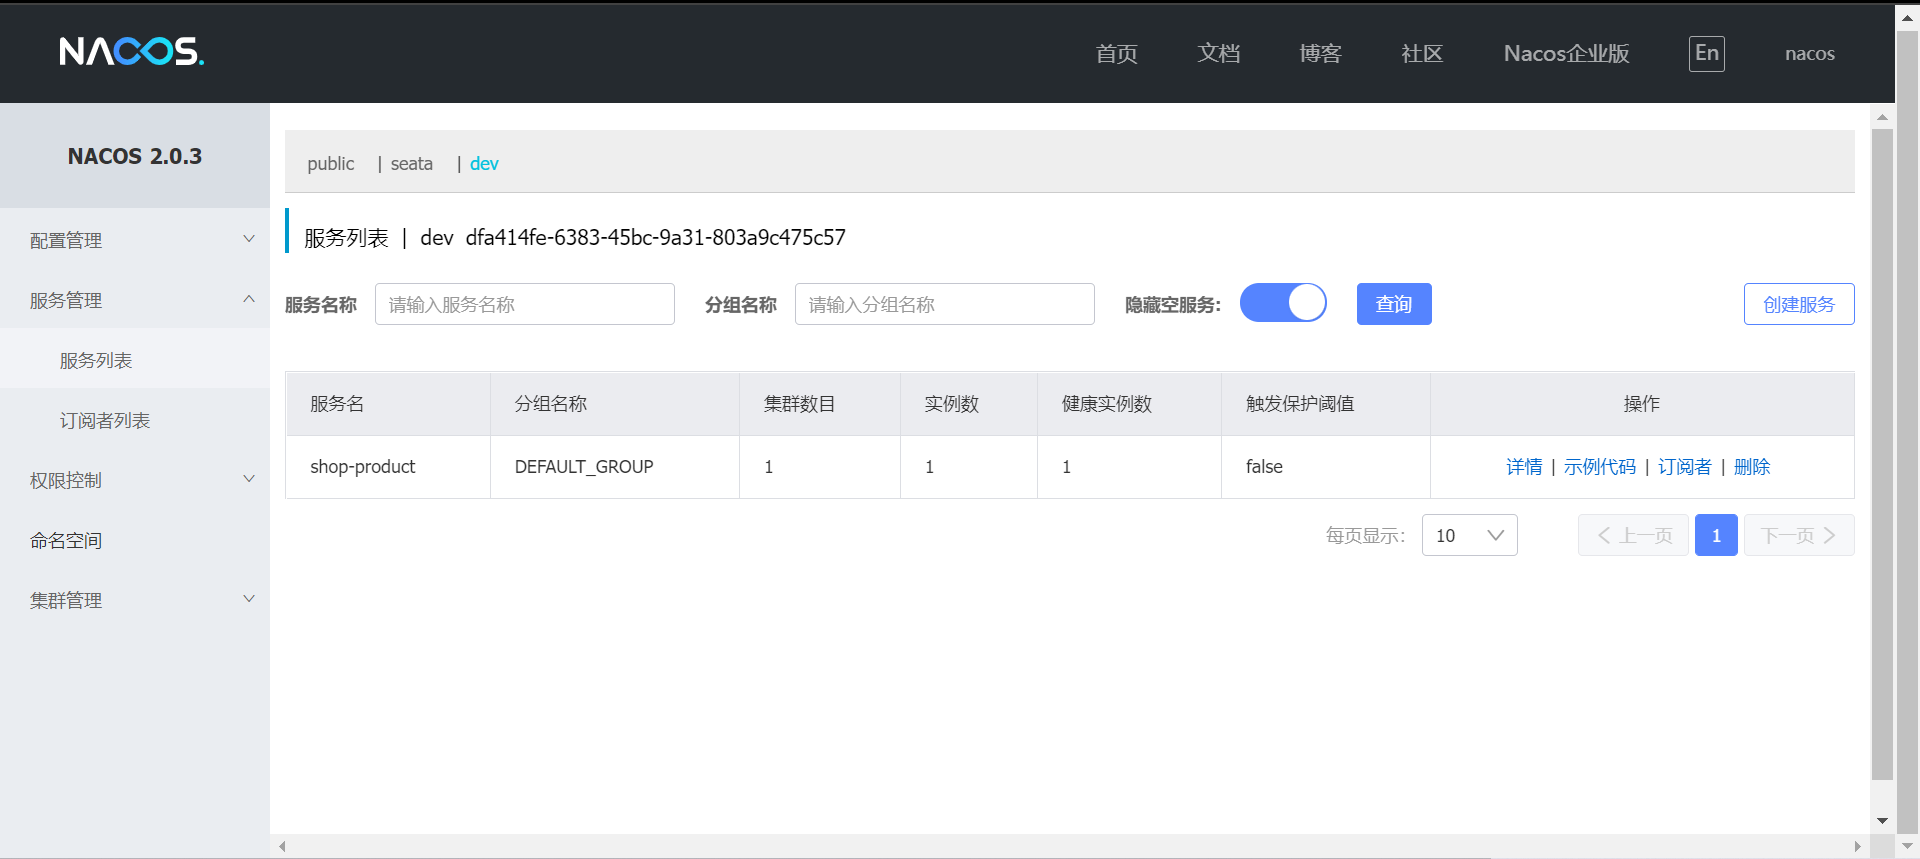 NACOS.
首页 文档 博客 社区 Nacos企业版 En nacos
NACOS 2.0.3
配置管理
服务管理
服务列表
订阅者列表
权限控制
命名空间
集群管理
public | seata | dev
服务列表 | dev dfa414fe-6383-45bc-9a31-803a9c475c57
服务名称 请输入服务名称 分组名称 请输入分组名称 隐藏空服务: 查询 创建服务
服务名 分组名称 集群数目 实例数 健康实例数 触发保护阈值 操作
shop-product DEFAULT_GROUP 1 1 1 false 详情 | 示例代码 | 订阅者 | 删除
每页显示: 10 上一页 1 下一页